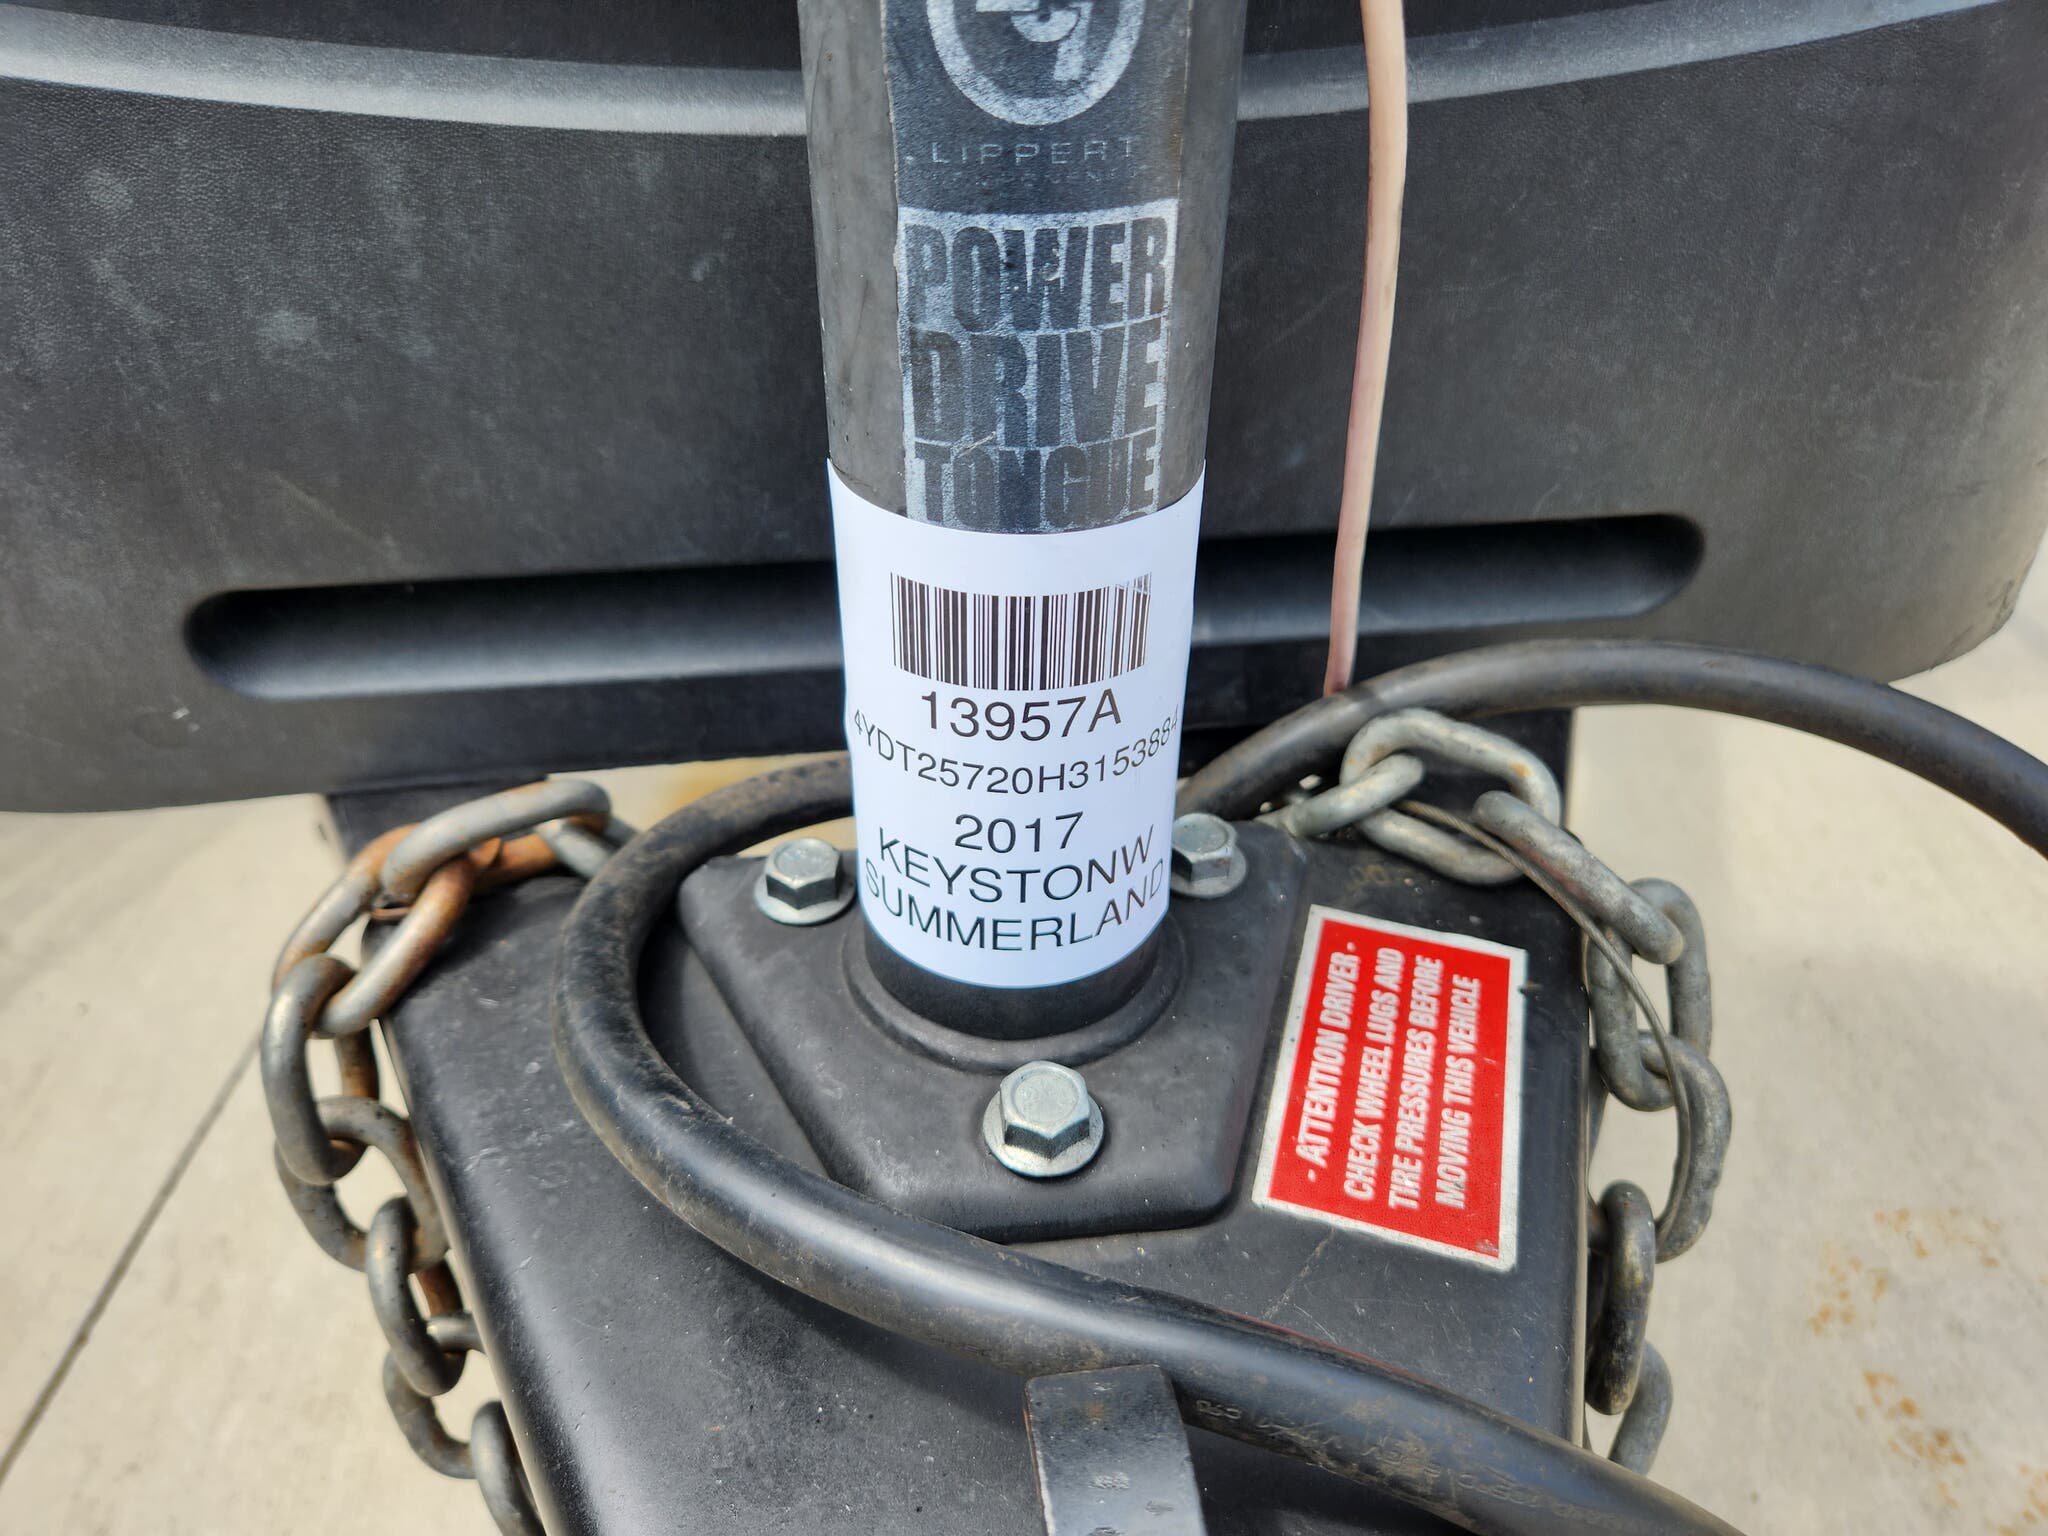 LIPPERT
POWER
DRIVE
TONGUE
13957A
4YDT25720H3153884
2017
KEYSTONW
SUMMERLAND
- ATTENTION DRIVER -
CHECK WHEEL LUGS AND
TIRE PRESSURES BEFORE
MOVING THIS VEHICLE